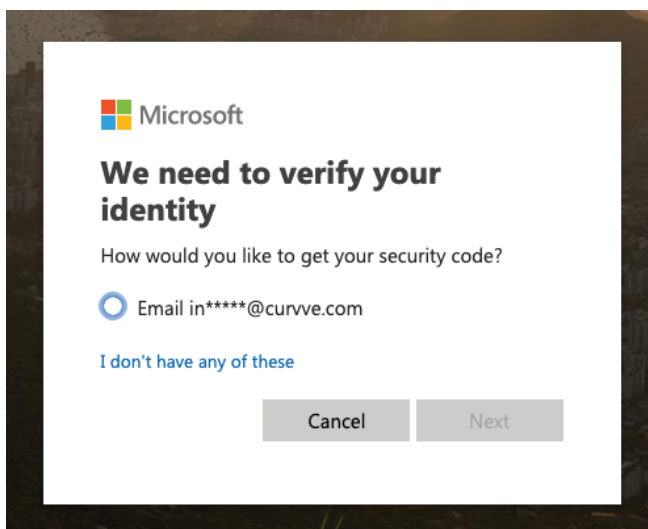 Microsoft
We need to verify your
identity
How would you like to get your security code?
Email in*****@curvve.com
I don't have any of these
Cancel
Next